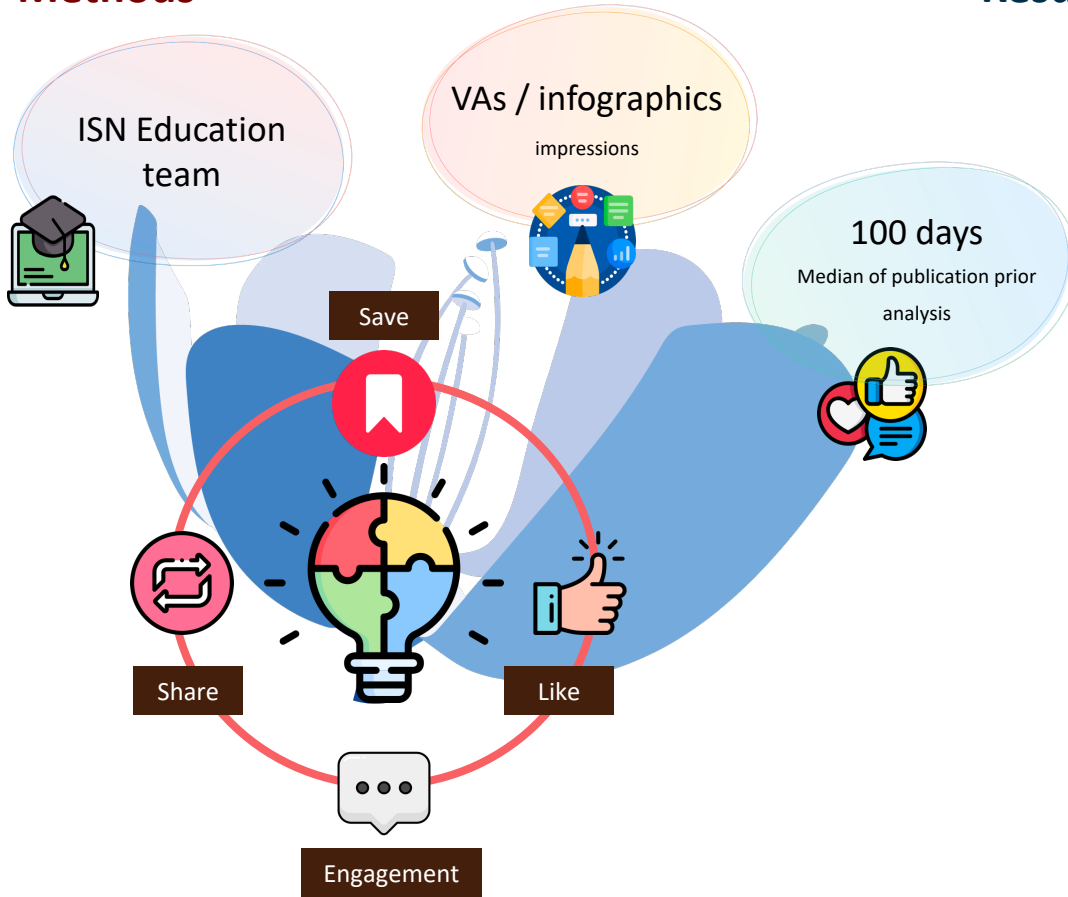 ISN Education
team
VAs / infographics
impressions
100 days
Median of publication prior
analysis
Save
Share
Like
Engagement